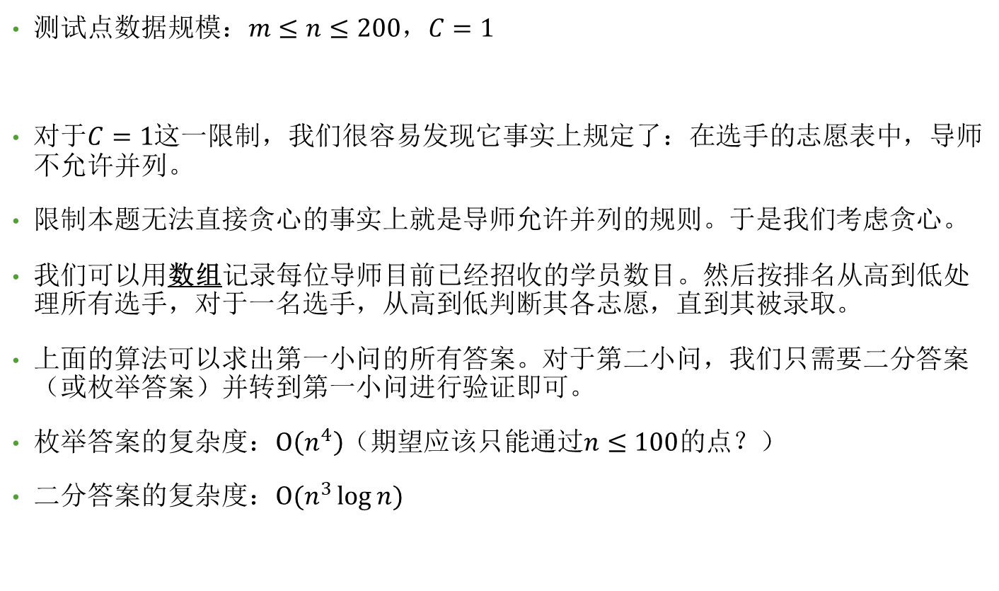 • 测试点数据规模：m ≤ n ≤ 200，C = 1
• 对于C = 1这一限制，我们很容易发现它事实上规定了：在选手的志愿表中，导师
不允许并列。
• 限制本题无法直接贪心的事实上就是导师允许并列的规则。于是我们考虑贪心。
• 我们可以用数组记录每位导师目前已经招收的学员数目。然后按排名从高到低处
理所有选手，对于一名选手，从高到低判断其各志愿，直到其被录取。
• 上面的算法可以求出第一小问的所有答案。对于第二小问，我们只需要二分答案
（或枚举答案）并转到第一小问进行验证即可。
• 枚举答案的复杂度：O(n⁴)（期望应该只能通过n ≤ 100的点？）
• 二分答案的复杂度：O(n³ log n)